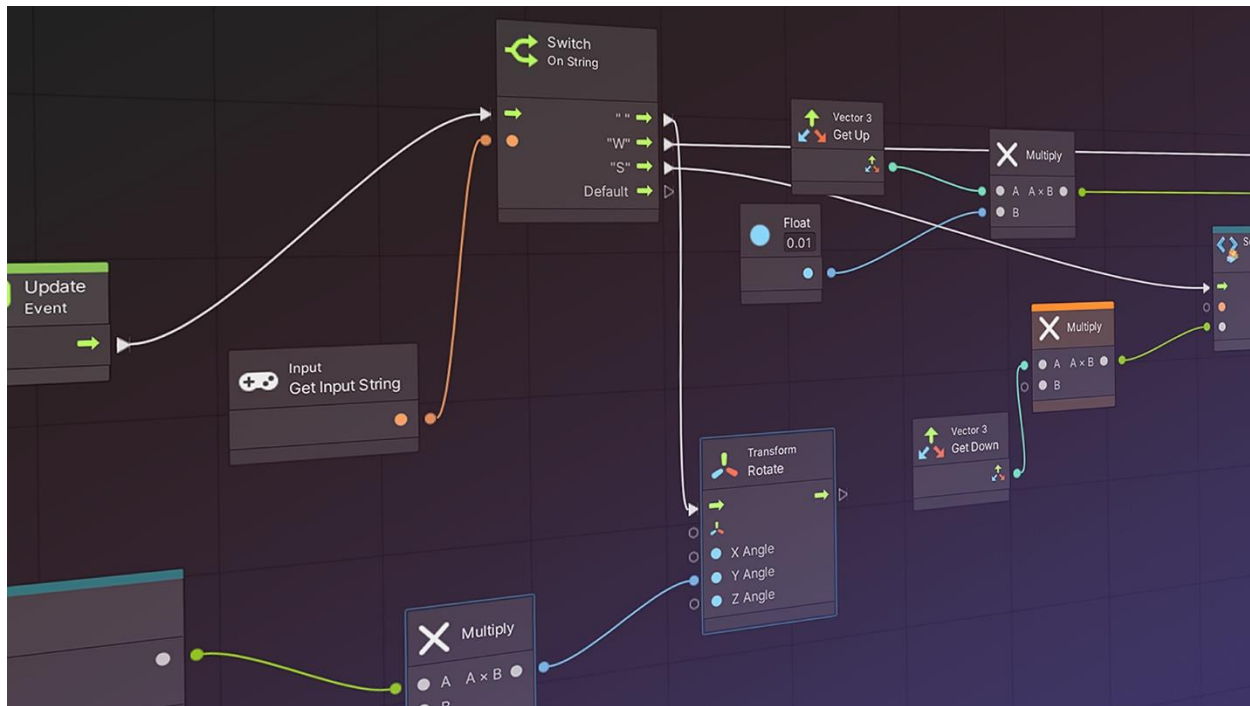 Switch
On String
" "
"W"
"S"
Default
Vector 3
Get Up
Multiply
A A × B
B
Float
0.01
Update
Event
Input
Get Input String
Multiply
A A × B
B
Vector 3
Get Down
Transform
Rotate
X Angle
Y Angle
Z Angle
Multiply
A A × B
B